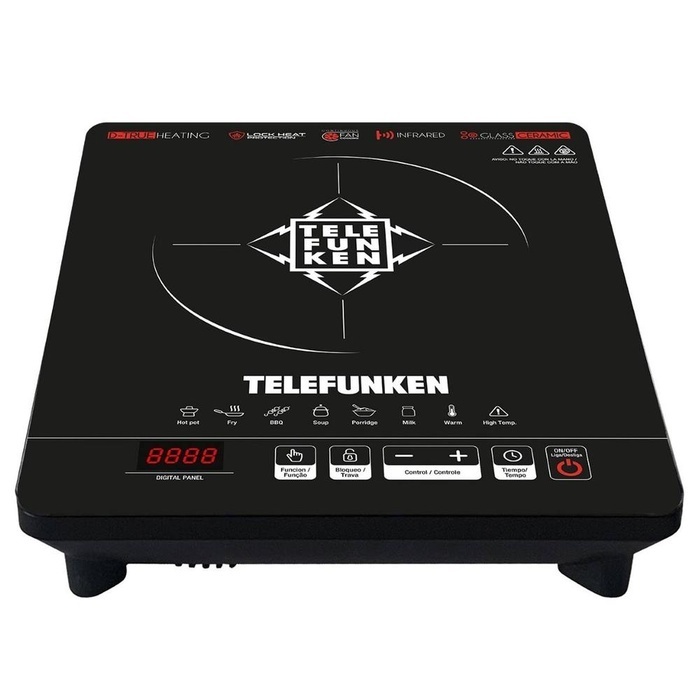 D-TRUE HEATING
LOCK HEAT
PROTECTION
FAN
INFRARED
GLASS CERAMIC
AVISO: NO TOQUE CON LA MANO /
NÃO TOQUE COM A MÃO
TELE
FUN
KEN
TELEFUNKEN
Hot pot
Fry
BBQ
Soup
Porridge
Milk
Warm
High Temp.
8888
DIGITAL PANEL
Funcion /
Função
Bloqueo /
Trava
− +
Control / Controle
Tiempo/
Tempo
ON/OFF
Liga/Desliga